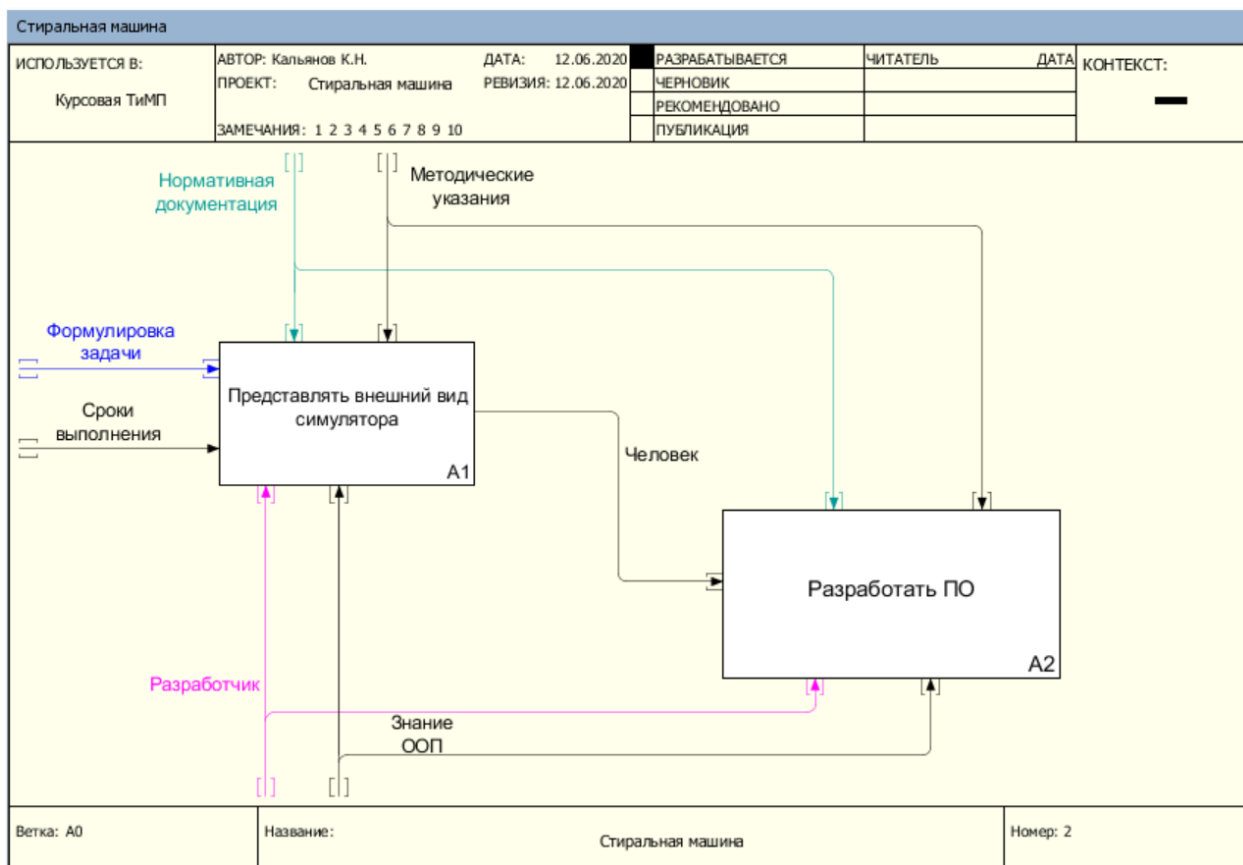 Стиральная машина
ИСПОЛЬЗУЕТСЯ В:
Курсовая ТиМП
АВТОР: Кальянов К.Н.
ДАТА: 12.06.2020
ПРОЕКТ: Стиральная машина
РЕВИЗИЯ: 12.06.2020
ЗАМЕЧАНИЯ: 1 2 3 4 5 6 7 8 9 10
РАЗРАБАТЫВАЕТСЯ
ЧЕРНОВИК
РЕКОМЕНДОВАНО
ПУБЛИКАЦИЯ
ЧИТАТЕЛЬ
ДАТА
КОНТЕКСТ:
Нормативная
документация
Методические
указания
Формулировка
задачи
Сроки
выполнения
Представлять внешний вид
симулятора
A1
Человек
Разработать ПО
A2
Разработчик
Знание
ООП
Ветка: A0
Название:
Стиральная машина
Номер: 2